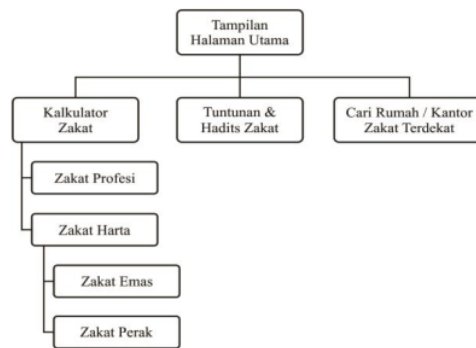 Tampilan
Halaman Utama
Kalkulator
Zakat
Tuntunan &
Hadits Zakat
Cari Rumah / Kantor
Zakat Terdekat
Zakat Profesi
Zakat Harta
Zakat Emas
Zakat Perak